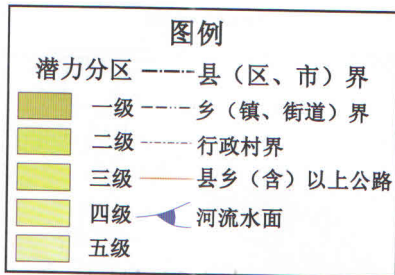 图例
潜力分区 县（区、市）界
一级 乡（镇、街道）界
二级 行政村界
三级 县乡（含）以上公路
四级 河流水面
五级